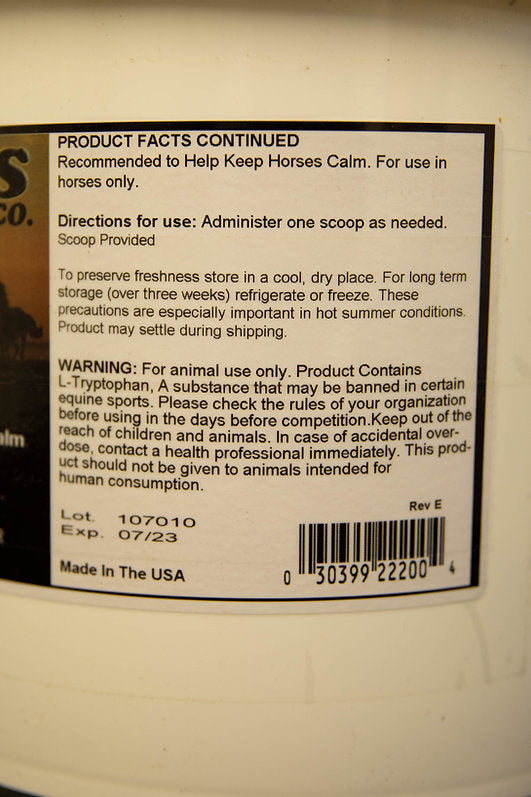 S
CO.
alm
R
PRODUCT FACTS CONTINUED
Recommended to Help Keep Horses Calm. For use in
horses only.
Directions for use: Administer one scoop as needed.
Scoop Provided
To preserve freshness store in a cool, dry place. For long term
storage (over three weeks) refrigerate or freeze. These
precautions are especially important in hot summer conditions.
Product may settle during shipping.
WARNING: For animal use only. Product Contains
L-Tryptophan, A substance that may be banned in certain
equine sports. Please check the rules of your organization
before using in the days before competition.Keep out of the
reach of children and animals. In case of accidental over-
dose, contact a health professional immediately. This prod-
uct should not be given to animals intended for
human consumption.
Rev E
Lot. 107010
Exp. 07/23
Made In The USA
0 30399 22200 4